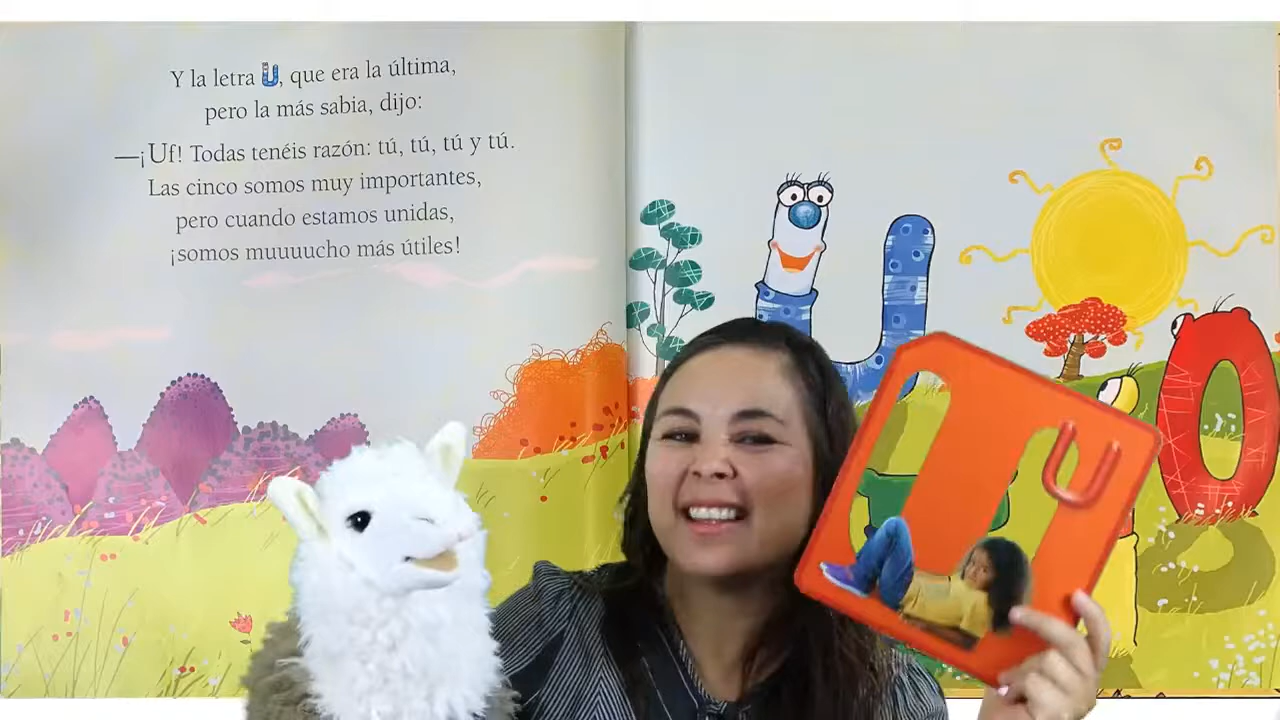 Y la letra U, que era la última,
pero la más sabia, dijo:
—¡Uf! Todas tenéis razón: tú, tú, tú y tú.
Las cinco somos muy importantes,
pero cuando estamos unidas,
¡somos muuuucho más útiles!
U